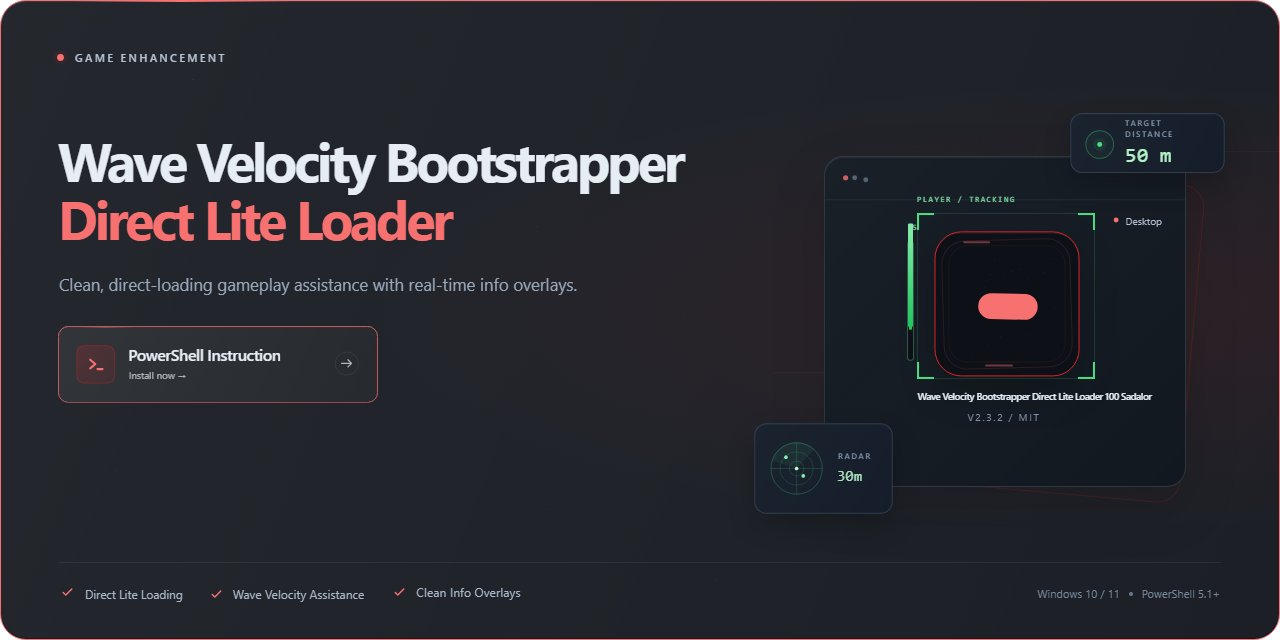 GAME ENHANCEMENT
Wave Velocity Bootstrapper
Direct Lite Loader
Clean, direct-loading gameplay assistance with real-time info overlays.
PowerShell Instruction
Install now →
TARGET
DISTANCE
50 m
PLAYER / TRACKING
Desktop
Wave Velocity Bootstrapper Direct Lite Loader 100 Sadalor
V2.3.2 / MIT
RADAR
30m
Direct Lite Loading
Wave Velocity Assistance
Clean Info Overlays
Windows 10 / 11 • PowerShell 5.1+